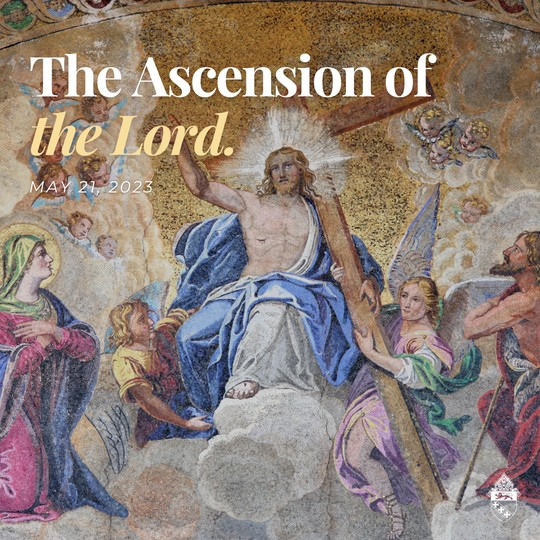 The Ascension of
the Lord.
MAY 21, 2023